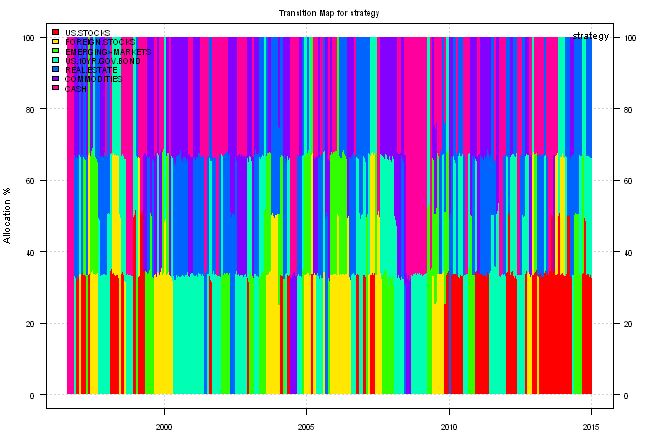 Transition Map for strategy
strategy
US.STOCKS
FOREIGN.STOCKS
EMERGING>MARKETS
US.10YR.GOV.BOND
REAL.ESTATE
COMMODITIES
CASH
Allocation %
100
80
60
40
20
0
100
80
60
40
20
0
2000 2005 2010 2015